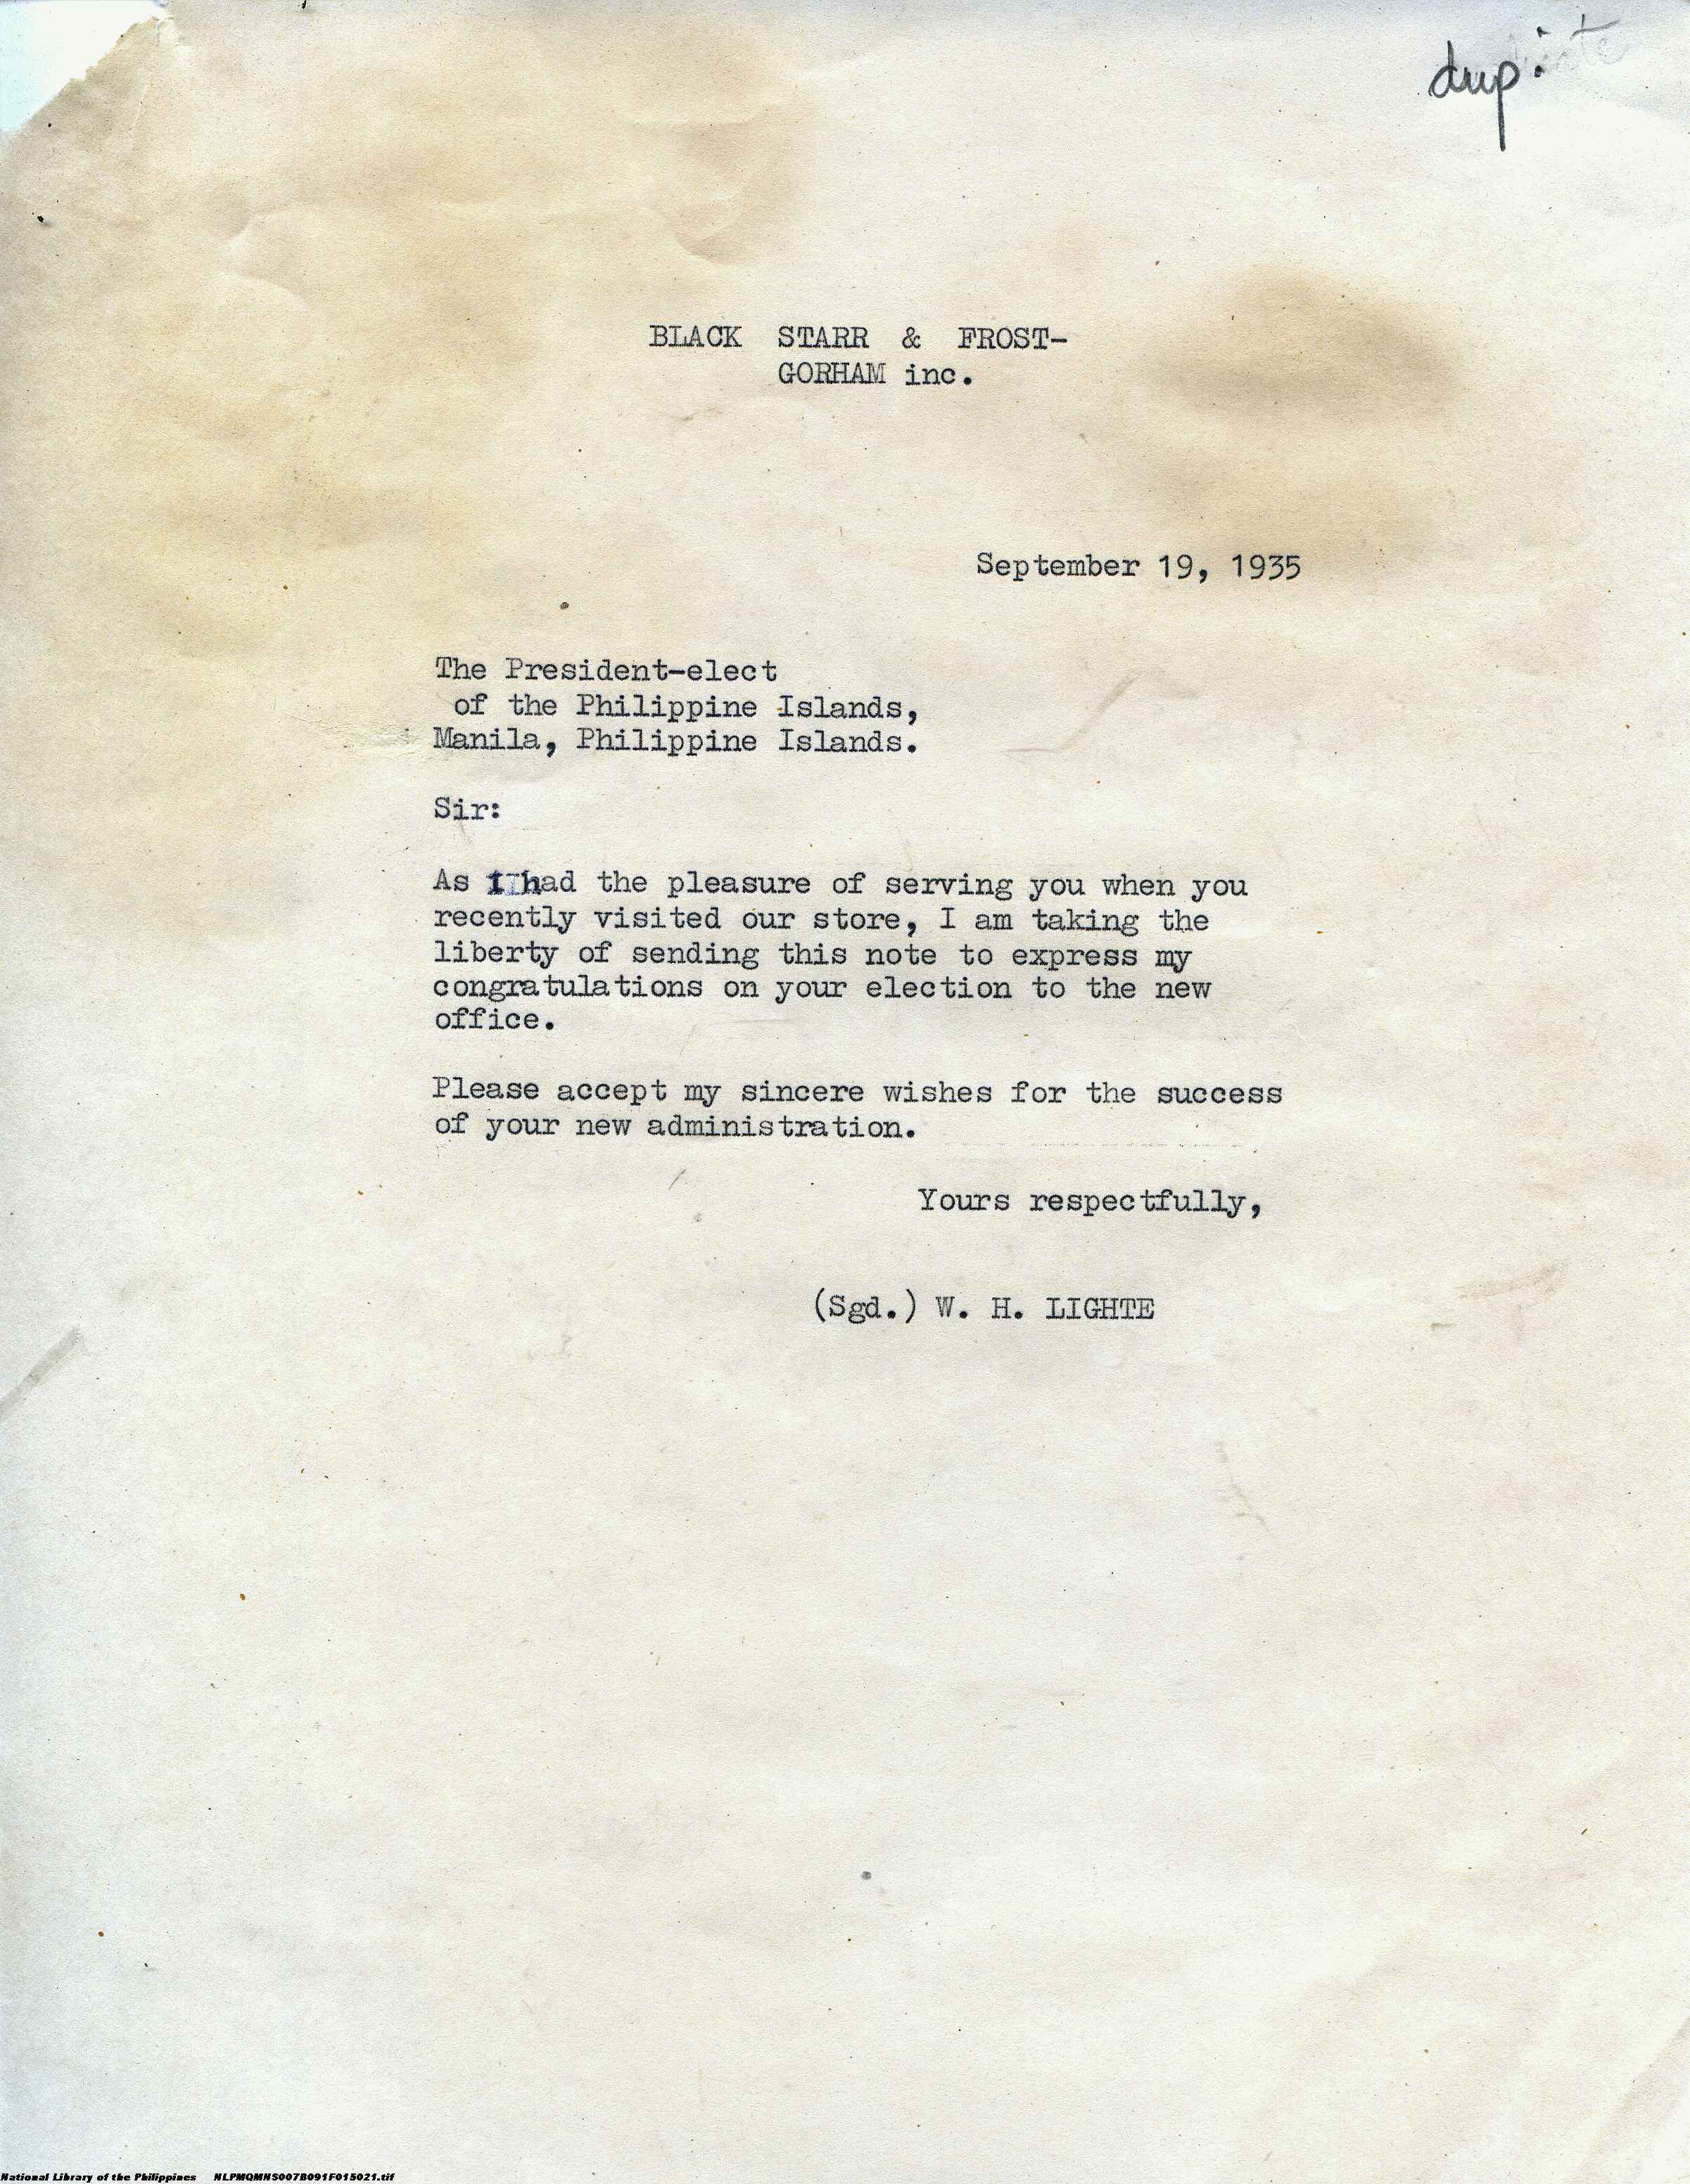 dup.
BLACK STARR & FROST-
GORHAM inc.
September 19, 1935
The President-elect
of the Philippine Islands,
Manila, Philippine Islands.
Sir:
As I had the pleasure of serving you when you
recently visited our store, I am taking the
liberty of sending this note to express my
congratulations on your election to the new
office.
Please accept my sincere wishes for the success
of your new administration.
Yours respectfully,
(Sgd.) W. H. LIGHTE
National Library of the Philippines NLPMQMNS007B091F015021.tif